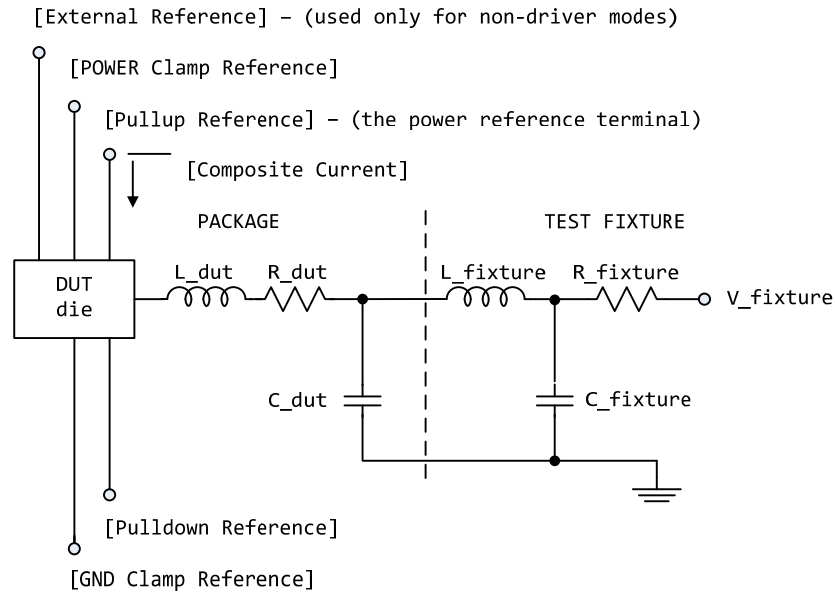 [External Reference] – (used only for non-driver modes)
[POWER Clamp Reference]
[Pullup Reference] – (the power reference terminal)
[Composite Current]
PACKAGE
TEST FIXTURE
DUT
die
L_dut
R_dut
L_fixture
R_fixture
V_fixture
C_dut
C_fixture
[Pulldown Reference]
[GND Clamp Reference]